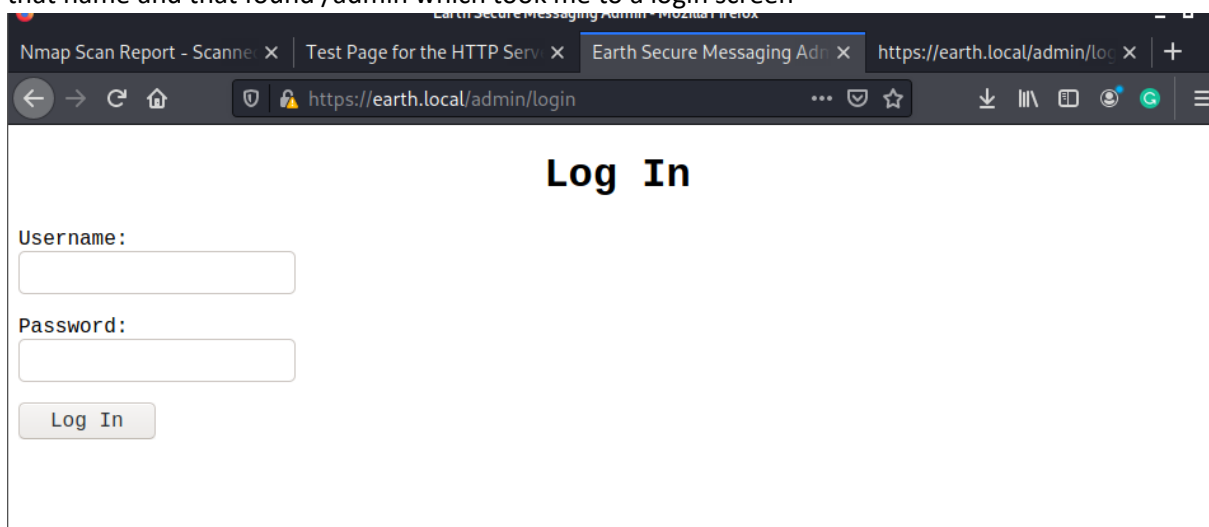 that name and that found /admin which took me to a login screen
Earth Secure Messaging Admin - Mozilla Firefox
Nmap Scan Report - Scanne Test Page for the HTTP Serv Earth Secure Messaging Adn https://earth.local/admin/log
https://earth.local/admin/login
Log In
Username:
Password:
Log In